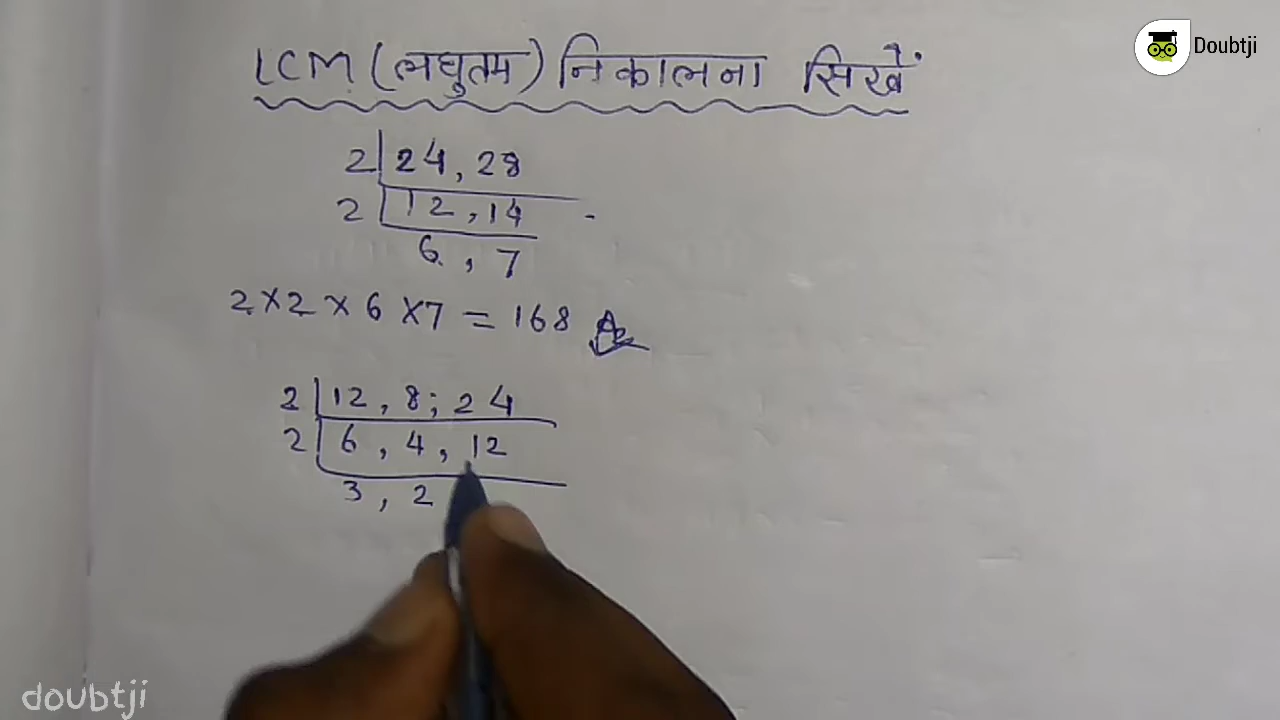 Doubtji
LCM (लघुतम) निकालना सिखें
2 | 24, 28
2 | 12, 14
6, 7
2 × 2 × 6 × 7 = 168
2 | 12, 8; 24
2 | 6, 4, 12
3, 2
doubtji